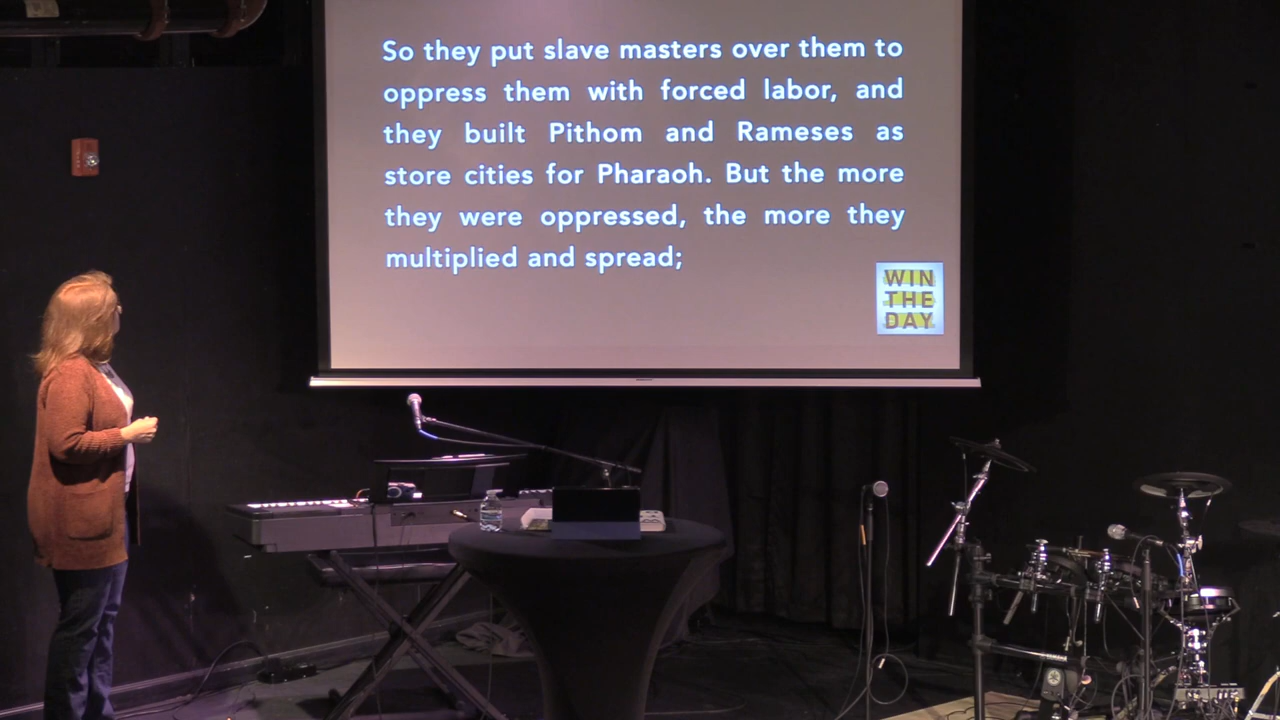 So they put slave masters over them to
oppress them with forced labor, and
they built Pithom and Rameses as
store cities for Pharaoh. But the more
they were oppressed, the more they
multiplied and spread;
WIN
THE
DAY